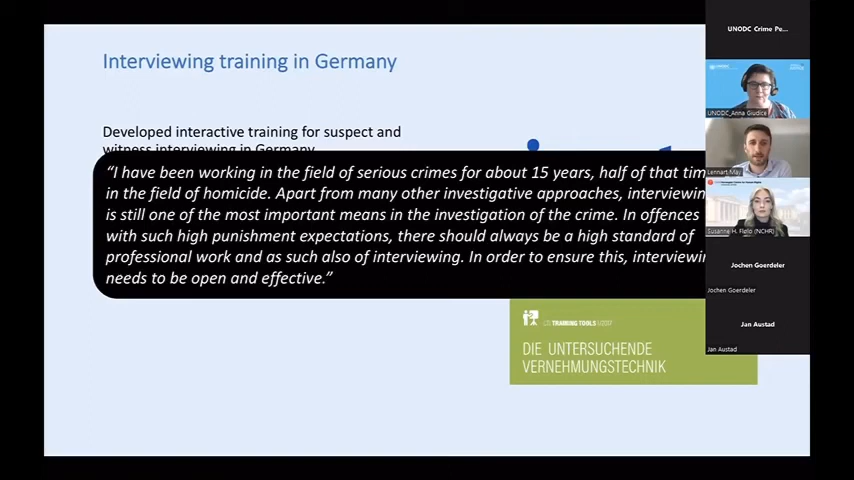 Interviewing training in Germany
Developed interactive training for suspect and
witness interviewing in Germany
“I have been working in the field of serious crimes for about 15 years, half of that tim
in the field of homicide. Apart from many other investigative approaches, interviewin
is still one of the most important means in the investigation of the crime. In offences
with such high punishment expectations, there should always be a high standard of
professional work and as such also of interviewing. In order to ensure this, interviewin
needs to be open and effective.”
TRAINING TOOLS
DIE UNTERSUCHENDE
VERNEHMUNGSTECHNIK
UNODC Crime Pe...
UNODC_Anna Giudice
Lennart May
Susanne H. Flølo (NCHR)
Jochen Goerdeler
Jochen Goerdeler
Jan Austad
Jan Austad